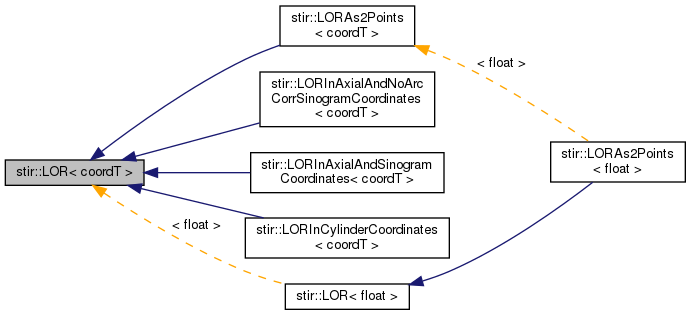 stir::LORAs2Points
< coordT >
< float >
stir::LORInAxialAndNoArc
CorrSinogramCoordinates
< coordT >
stir::LORAs2Points
< float >
stir::LOR< coordT >
stir::LORInAxialAndSinogram
Coordinates< coordT >
< float >
stir::LORInCylinderCoordinates
< coordT >
stir::LOR< float >